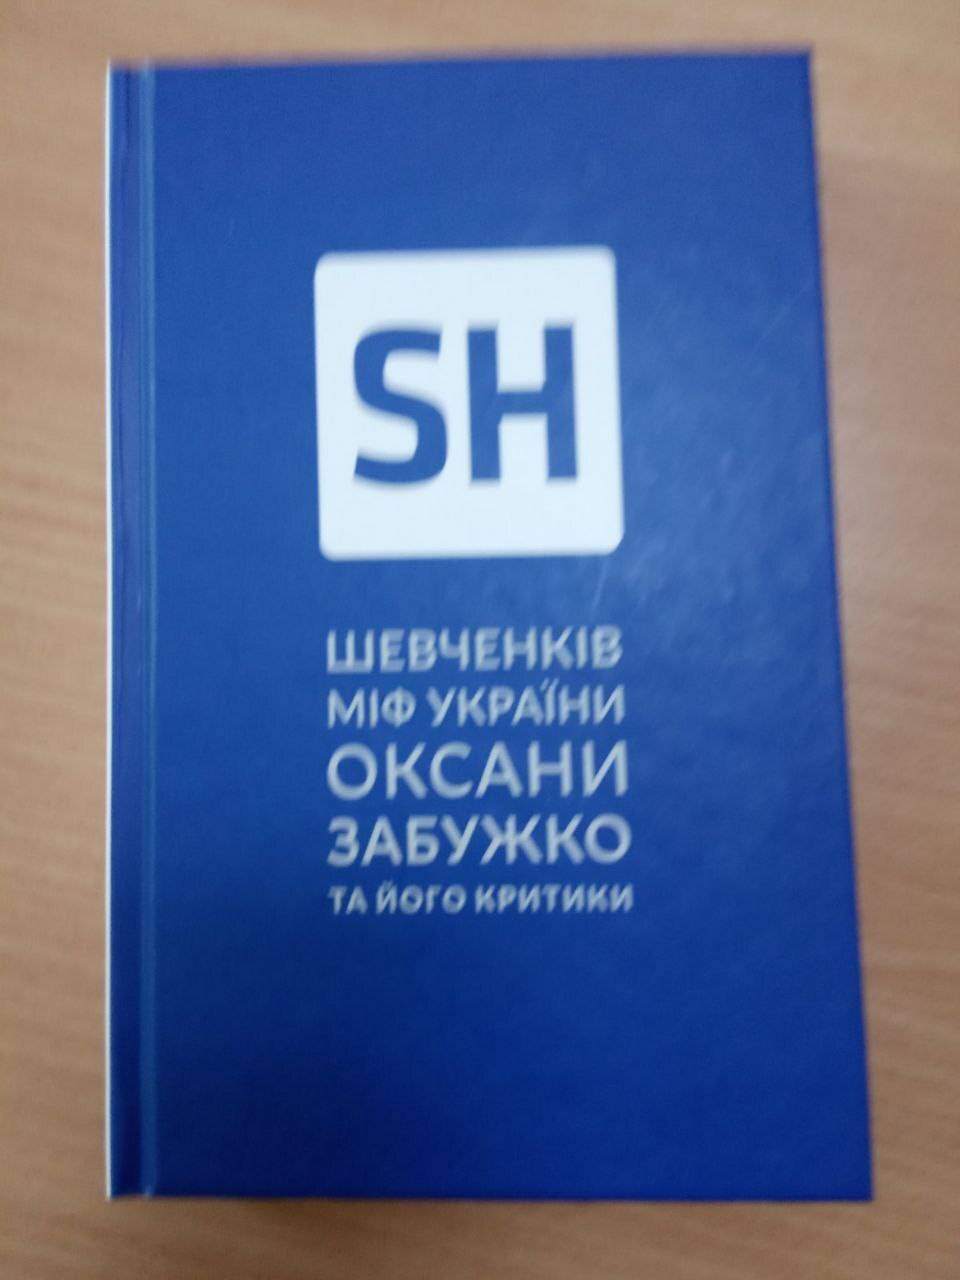 SH
ШЕВЧЕНКІВ
МІФ УКРАЇНИ
ОКСАНИ
ЗАБУЖКО
ТА ЙОГО КРИТИКИ